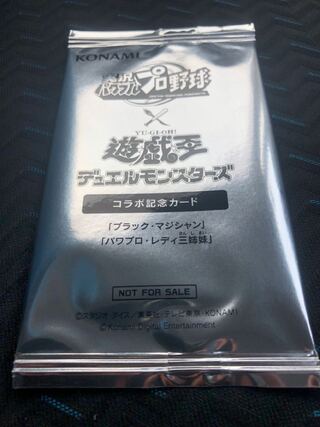 KONAMI
実況パワフルプロ野球
×
YU-GI-OH!
遊戯王
デュエルモンスターズ
コラボ記念カード
「ブラック・マジシャン」
「パワプロ・レディ三姉妹」
しまい
NOT FOR SALE
©スタジオ・ダイス/集英社・テレビ東京・KONAMI
©Konami Digital Entertainment